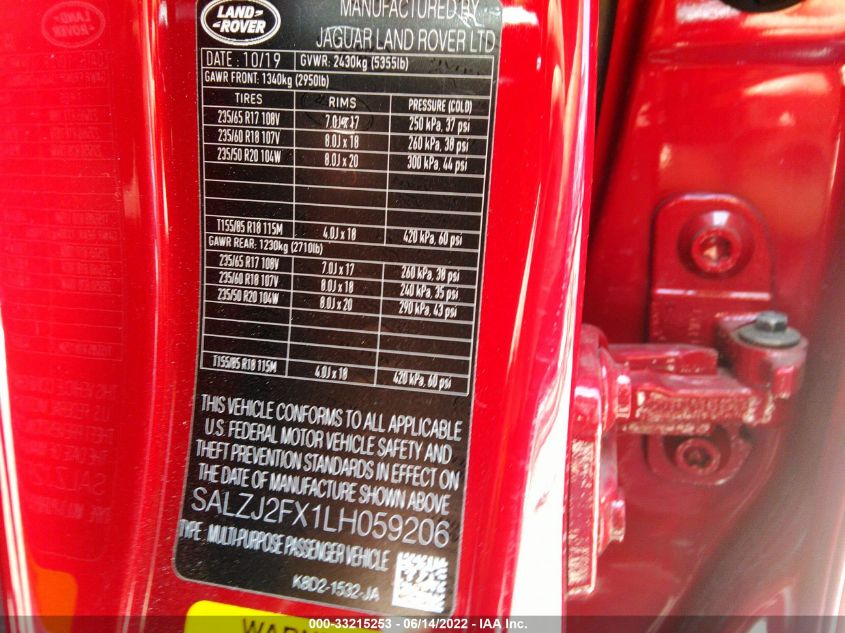 LAND-
ROVER
MANUFACTURED BY
JAGUAR LAND ROVER LTD
DATE : 10/19 GVWR: 2430kg (5355lb)
GAWR FRONT: 1340kg (2950lb)
TIRES RIMS PRESSURE (COLD)
235/65 R17 108V 7.0J x 17 250 kPa, 37 psi
235/60 R18 107V 8.0J x 18 260 kPa, 38 psi
235/50 R20 104W 8.0J x 20 300 kPa, 44 psi
T155/85 R18 115M 4.0J x 18 420 kPa, 60 psi
GAWR REAR: 1230kg (2710lb)
235/65 R17 108V 7.0J x 17 260 kPa, 38 psi
235/60 R18 107V 8.0J x 18 240 kPa, 35 psi
235/50 R20 104W 8.0J x 20 290 kPa, 43 psi
T155/85 R18 115M 4.0J x 18 420 kPa, 60 psi
THIS VEHICLE CONFORMS TO ALL APPLICABLE
U.S. FEDERAL MOTOR VEHICLE SAFETY AND
THEFT PREVENTION STANDARDS IN EFFECT ON
THE DATE OF MANUFACTURE SHOWN ABOVE
SALZJ2FX1LH059206
TYPE : MULTI-PURPOSE PASSENGER VEHICLE
K8D2-1532-JA
000-33215253 - 06/14/2022 - IAA Inc.